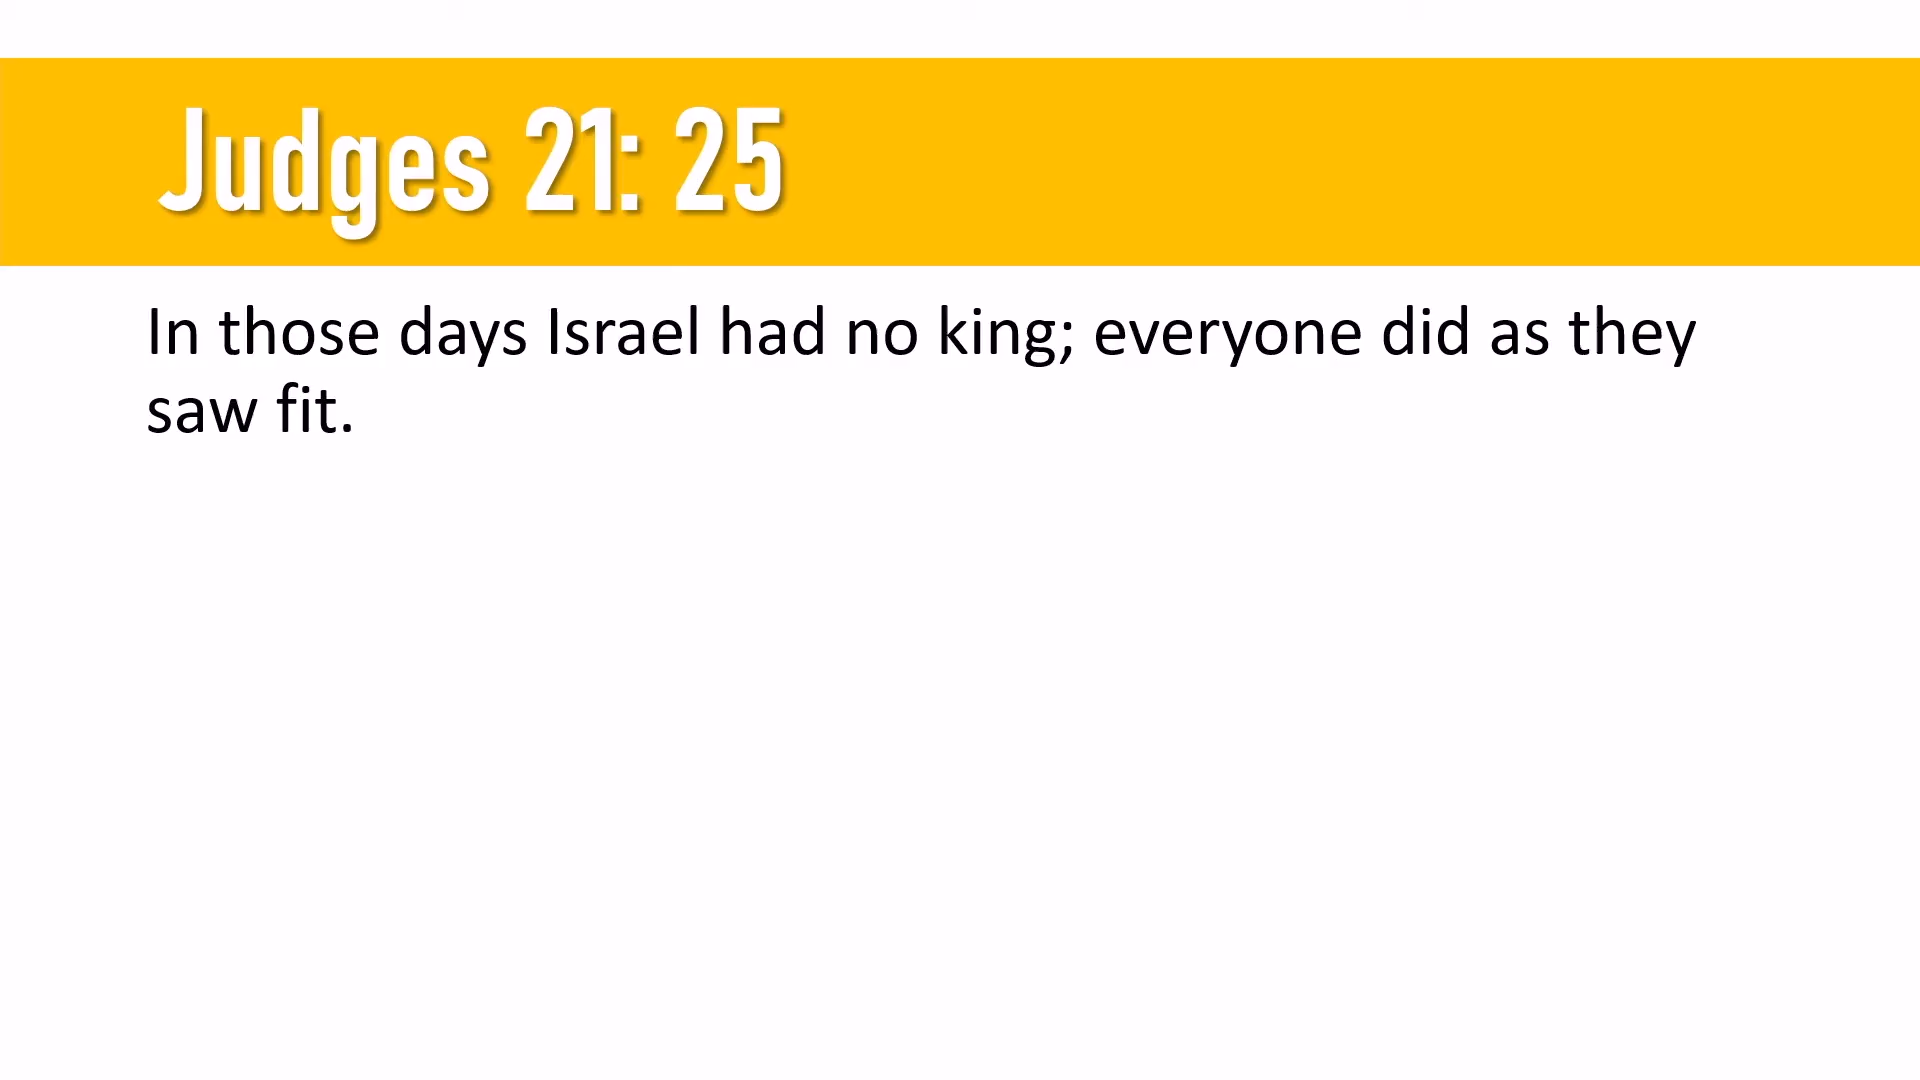 Judges 21: 25
In those days Israel had no king; everyone did as they
saw fit.